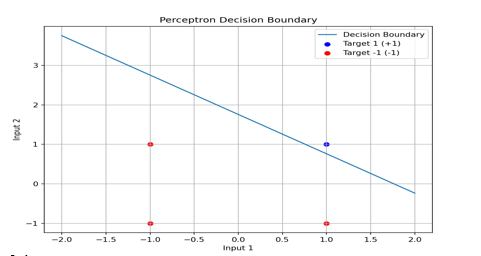 Perceptron Decision Boundary
Decision Boundary
Target 1 (+1)
Target -1 (-1)
Input 2
3
2
1
0
−1
−2.0 −1.5 −1.0 −0.5 0.0 0.5 1.0 1.5 2.0
Input 1